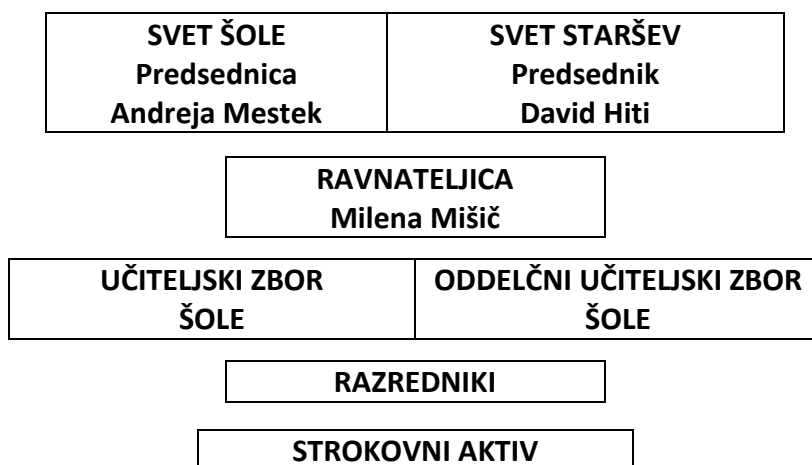 SVET ŠOLE
Predsednica
Andreja Mestek
SVET STARŠEV
Predsednik
David Hiti
RAVNATELJICA
Milena Mišič
UČITELJSKI ZBOR
ŠOLE
ODDELČNI UČITELJSKI ZBOR
ŠOLE
RAZREDNIKI
STROKOVNI AKTIV